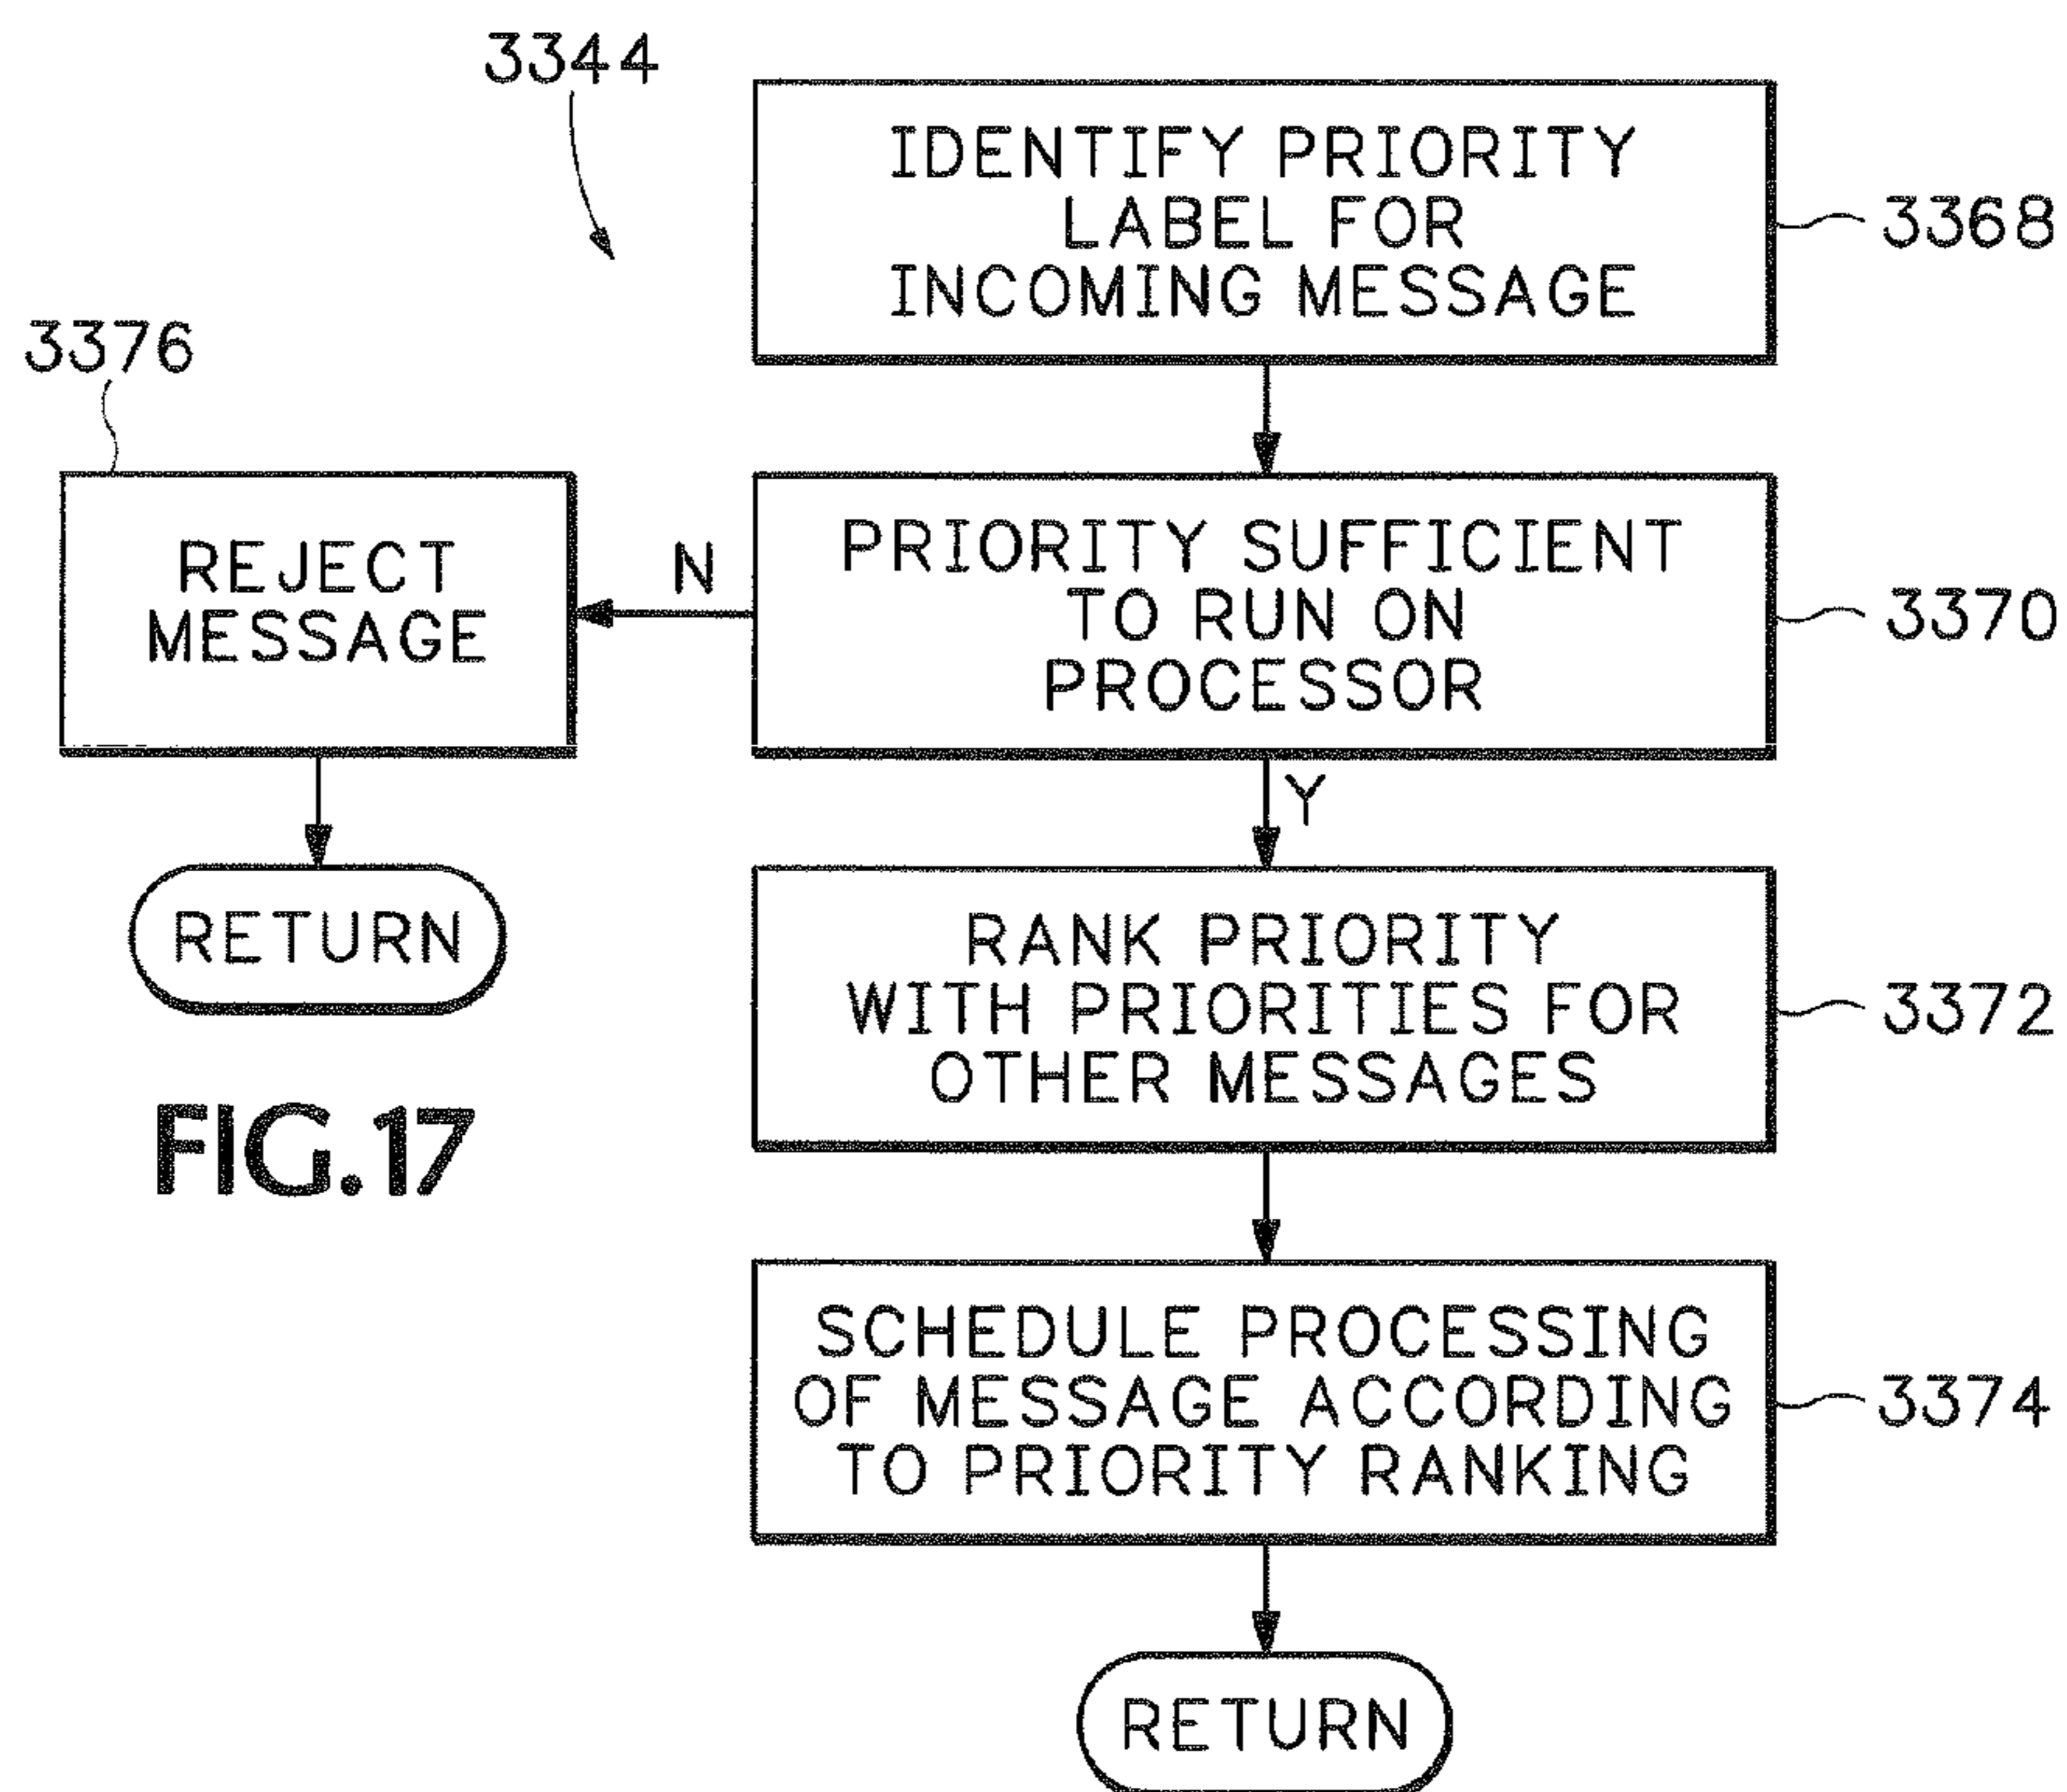 3344
IDENTIFY PRIORITY
LABEL FOR
INCOMING MESSAGE
3368
3376
REJECT
MESSAGE
N
PRIORITY SUFFICIENT
TO RUN ON
PROCESSOR
3370
Y
RETURN
RANK PRIORITY
WITH PRIORITIES FOR
OTHER MESSAGES
3372
FIG.17
SCHEDULE PROCESSING
OF MESSAGE ACCORDING
TO PRIORITY RANKING
3374
RETURN